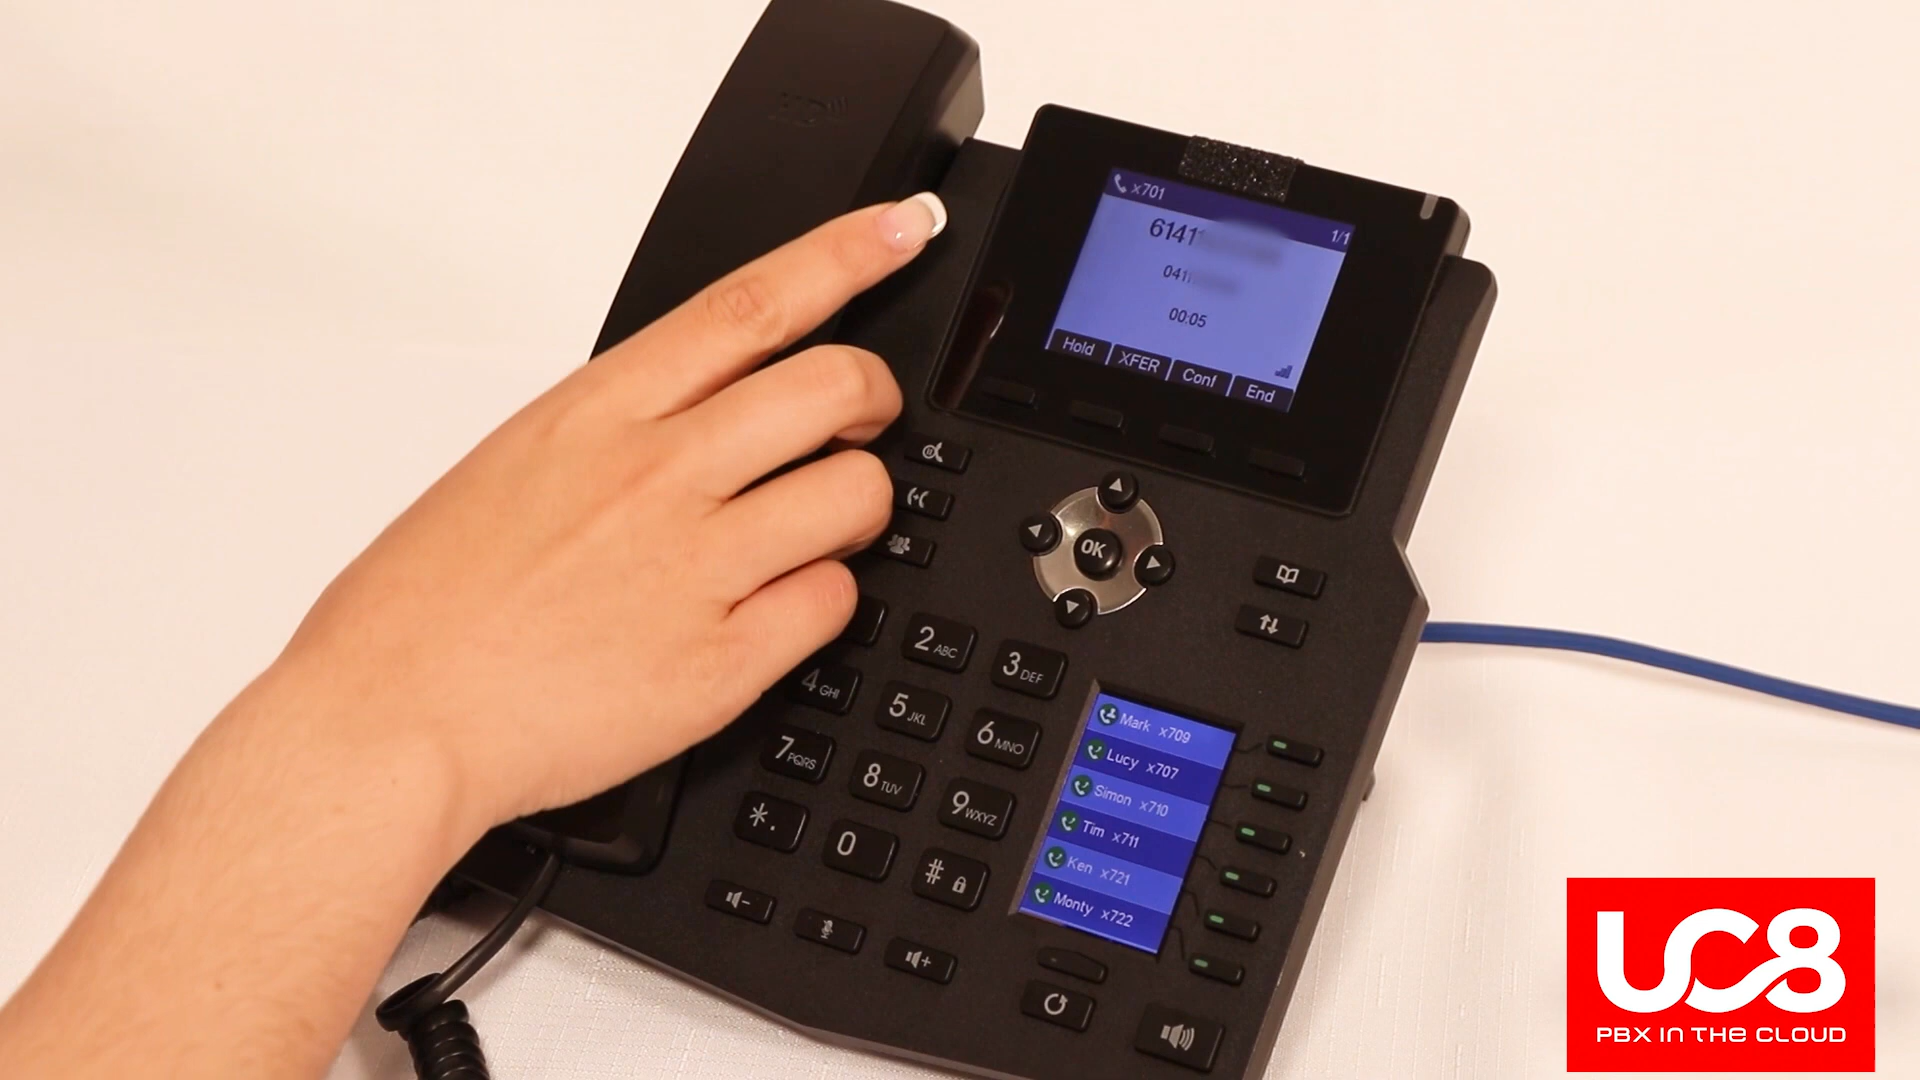 x701
1/1
6141
041
00:05
Hold XFER Conf End
OK
2 ABC
3 DEF
4 GHI
5 JKL
6 MNO
7 PQRS
8 TUV
9 WXYZ
*.
0
#
Mark x709
Lucy x707
Simon x710
Tim x711
Ken x721
Monty x722
UC8
PBX IN THE CLOUD